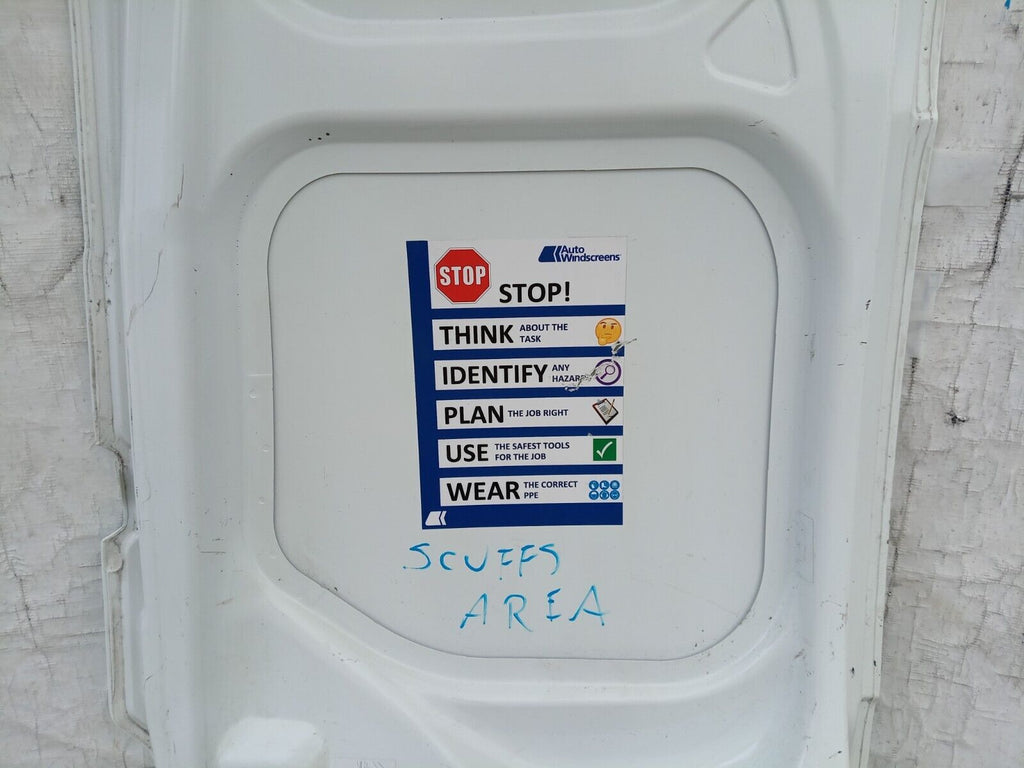 STOP
Auto
Windscreens
STOP!
THINK ABOUT THE
TASK
IDENTIFY ANY
PLAN THE JOB RIGHT
USE THE SAFEST TOOLS
FOR THE JOB
WEAR THE CORRECT
PPE
SCUFFS
AREA